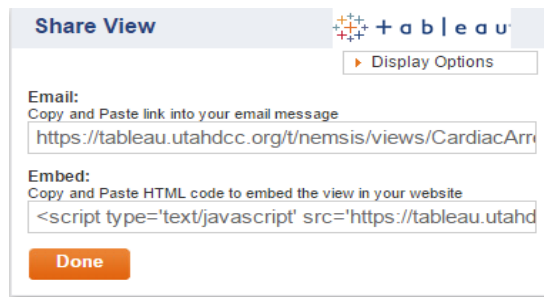 Share View
+ a b | e a u
Display Options
Email:
Copy and Paste link into your email message
https://tableau.utahdcc.org/t/nemsis/views/CardiacArre
Embed:
Copy and Paste HTML code to embed the view in your website
<script type='text/javascript' src='https://tableau.utahd
Done